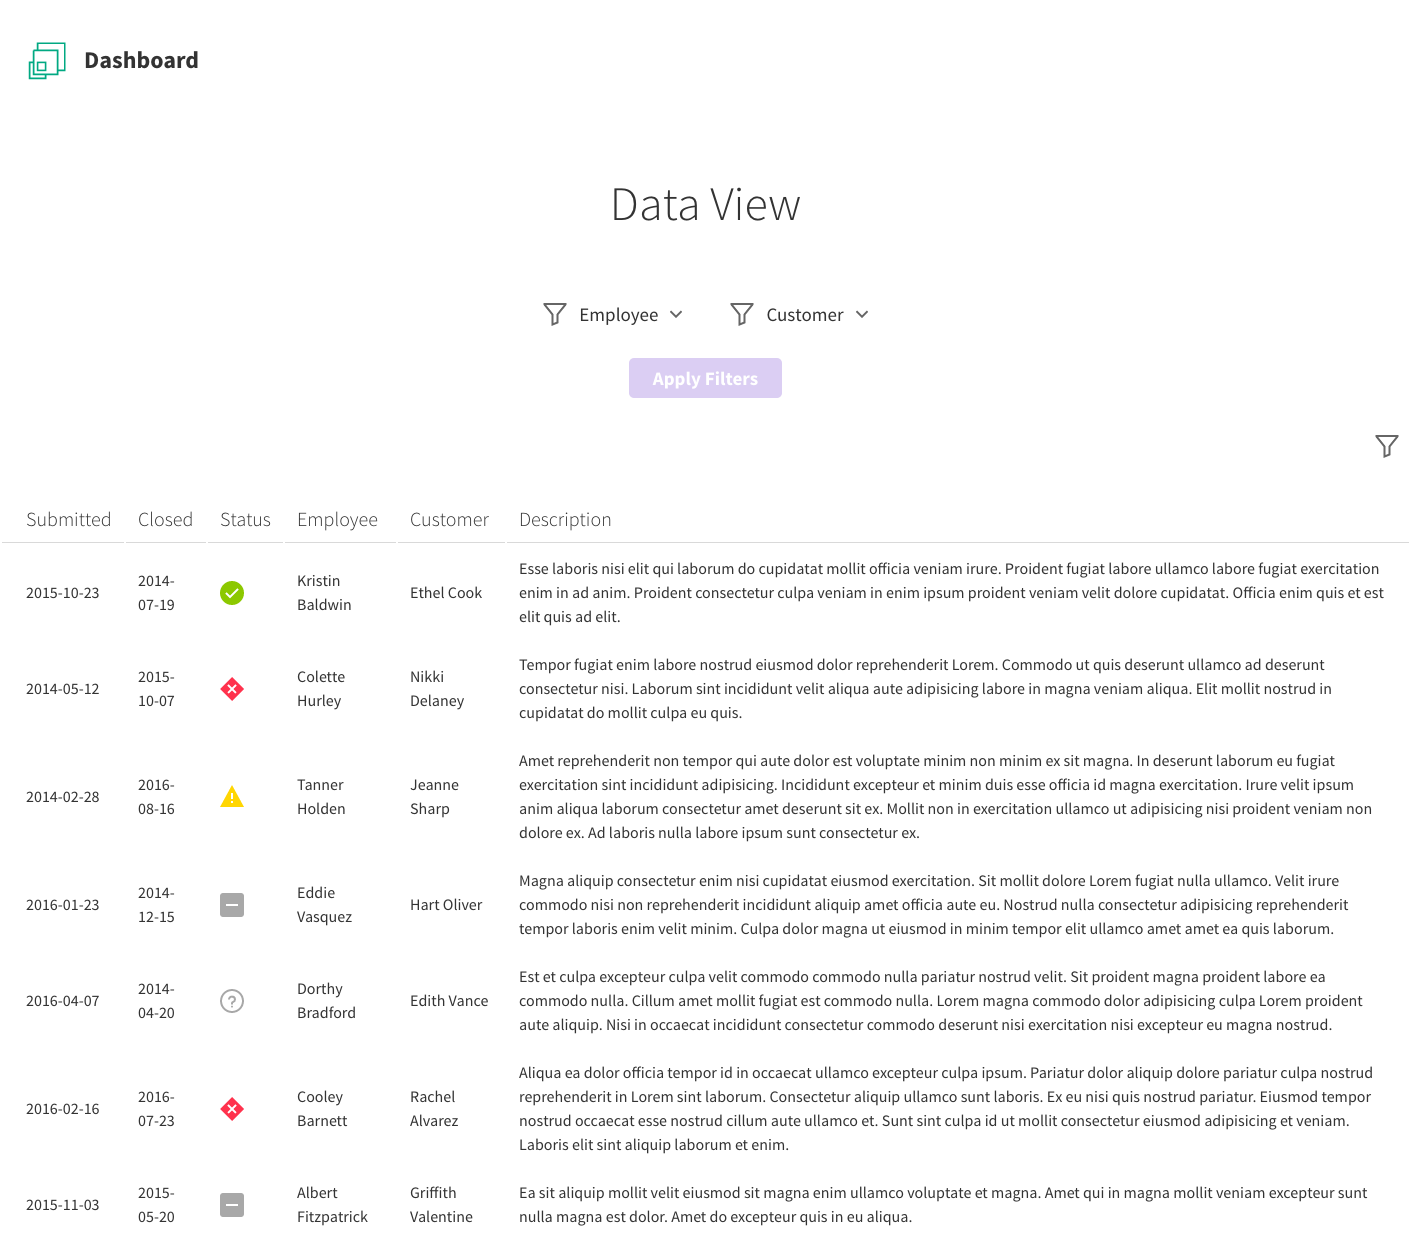 Dashboard
Data View
Employee
Customer
Apply Filters
Submitted Closed Status Employee Customer Description
2015-10-23
2014-
07-19
Kristin
Baldwin
Ethel Cook
Esse laboris nisi elit qui laborum do cupidatat mollit officia veniam irure. Proident fugiat labore ullamco labore fugiat exercitation
enim in ad anim. Proident consectetur culpa veniam in enim ipsum proident veniam velit dolore cupidatat. Officia enim quis et est
elit quis ad elit.
2014-05-12
2015-
10-07
Colette
Hurley
Nikki
Delaney
Tempor fugiat enim labore nostrud eiusmod dolor reprehenderit Lorem. Commodo ut quis deserunt ullamco ad deserunt
consectetur nisi. Laborum sint incididunt velit aliqua aute adipisicing labore in magna veniam aliqua. Elit mollit nostrud in
cupidatat do mollit culpa eu quis.
2014-02-28
2016-
08-16
Tanner
Holden
Jeanne
Sharp
Amet reprehenderit non tempor qui aute dolor est voluptate minim non minim ex sit magna. In deserunt laborum eu fugiat
exercitation sint incididunt adipisicing. Incididunt excepteur et minim duis esse officia id magna exercitation. Irure velit ipsum
anim aliqua laborum consectetur amet deserunt sit ex. Mollit non in exercitation ullamco ut adipisicing nisi proident veniam non
dolore ex. Ad laboris nulla labore ipsum sunt consectetur ex.
2016-01-23
2014-
12-15
Eddie
Vasquez
Hart Oliver
Magna aliquip consectetur enim nisi cupidatat eiusmod exercitation. Sit mollit dolore Lorem fugiat nulla ullamco. Velit irure
commodo nisi non reprehenderit incididunt aliquip amet officia aute eu. Nostrud nulla consectetur adipisicing reprehenderit
tempor laboris enim velit minim. Culpa dolor magna ut eiusmod in minim tempor elit ullamco amet amet ea quis laborum.
2016-04-07
2014-
04-20
Dorthy
Bradford
Edith Vance
Est et culpa excepteur culpa velit commodo commodo nulla pariatur nostrud velit. Sit proident magna proident labore ea
commodo nulla. Cillum amet mollit fugiat est commodo nulla. Lorem magna commodo dolor adipisicing culpa Lorem proident
aute aliquip. Nisi in occaecat incididunt consectetur commodo deserunt nisi exercitation nisi excepteur eu magna nostrud.
2016-02-16
2016-
07-23
Cooley
Barnett
Rachel
Alvarez
Aliqua ea dolor officia tempor id in occaecat ullamco excepteur culpa ipsum. Pariatur dolor aliquip dolore pariatur culpa nostrud
reprehenderit in Lorem sint laborum. Consectetur aliquip ullamco sunt laboris. Ex eu nisi quis nostrud pariatur. Eiusmod tempor
nostrud occaecat esse nostrud cillum aute ullamco et. Sunt sint culpa id ut mollit consectetur eiusmod adipisicing et veniam.
Laboris elit sint aliquip laborum et enim.
2015-11-03
2015-
05-20
Albert
Fitzpatrick
Griffith
Valentine
Ea sit aliquip mollit velit eiusmod sit magna enim ullamco voluptate et magna. Amet qui in magna mollit veniam excepteur sunt
nulla magna est dolor. Amet do excepteur quis in eu aliqua.